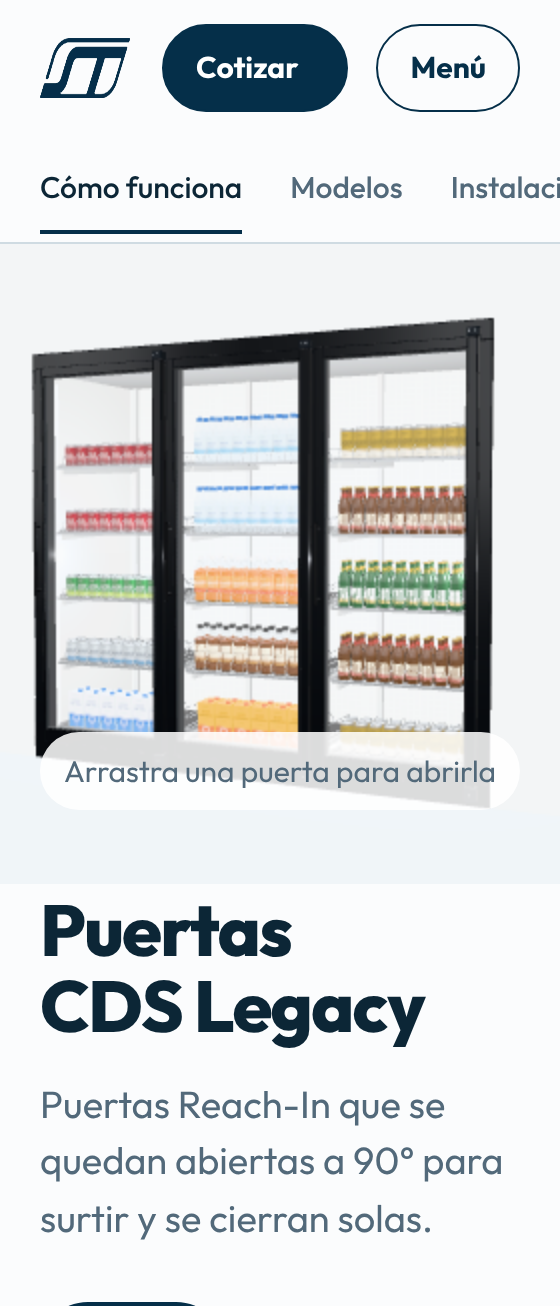 Cotizar
Menú
Cómo funciona
Modelos
Instalaci
Arrastra una puerta para abrirla
Puertas
CDS Legacy
Puertas Reach-In que se
quedan abiertas a 90° para
surtir y se cierran solas.